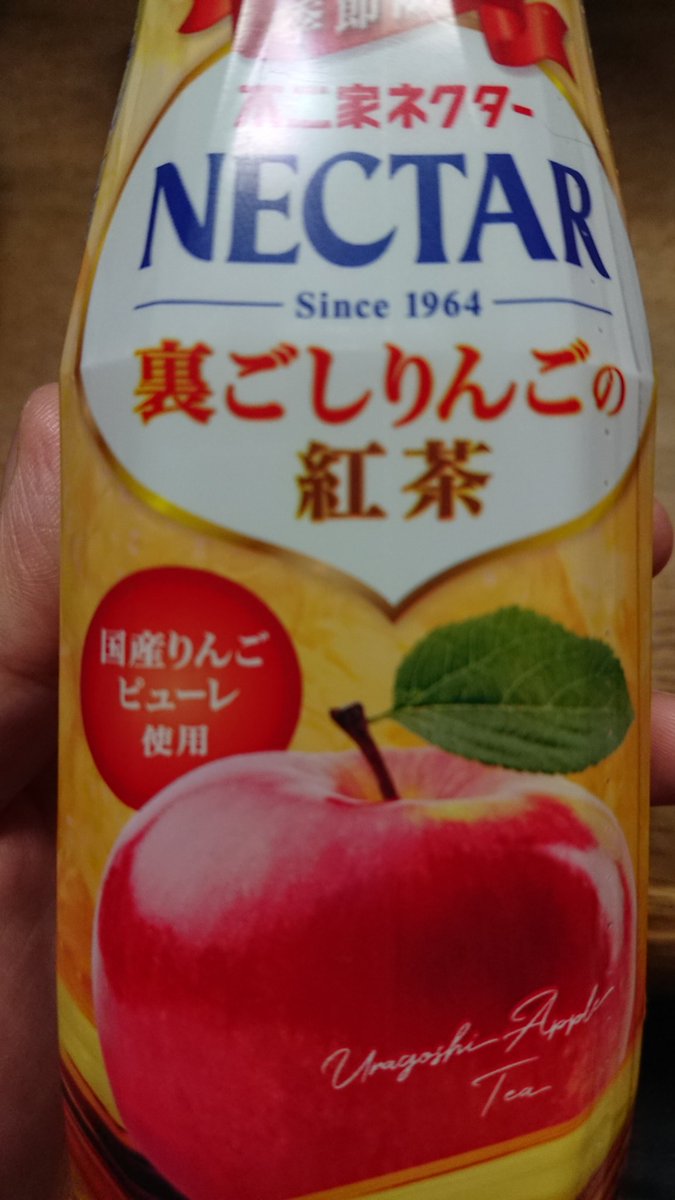 不二家ネクター
NECTAR
Since 1964
裏ごしりんごの
紅茶
国産りんご
ピューレ
使用
Uragoshi Apple
Tea